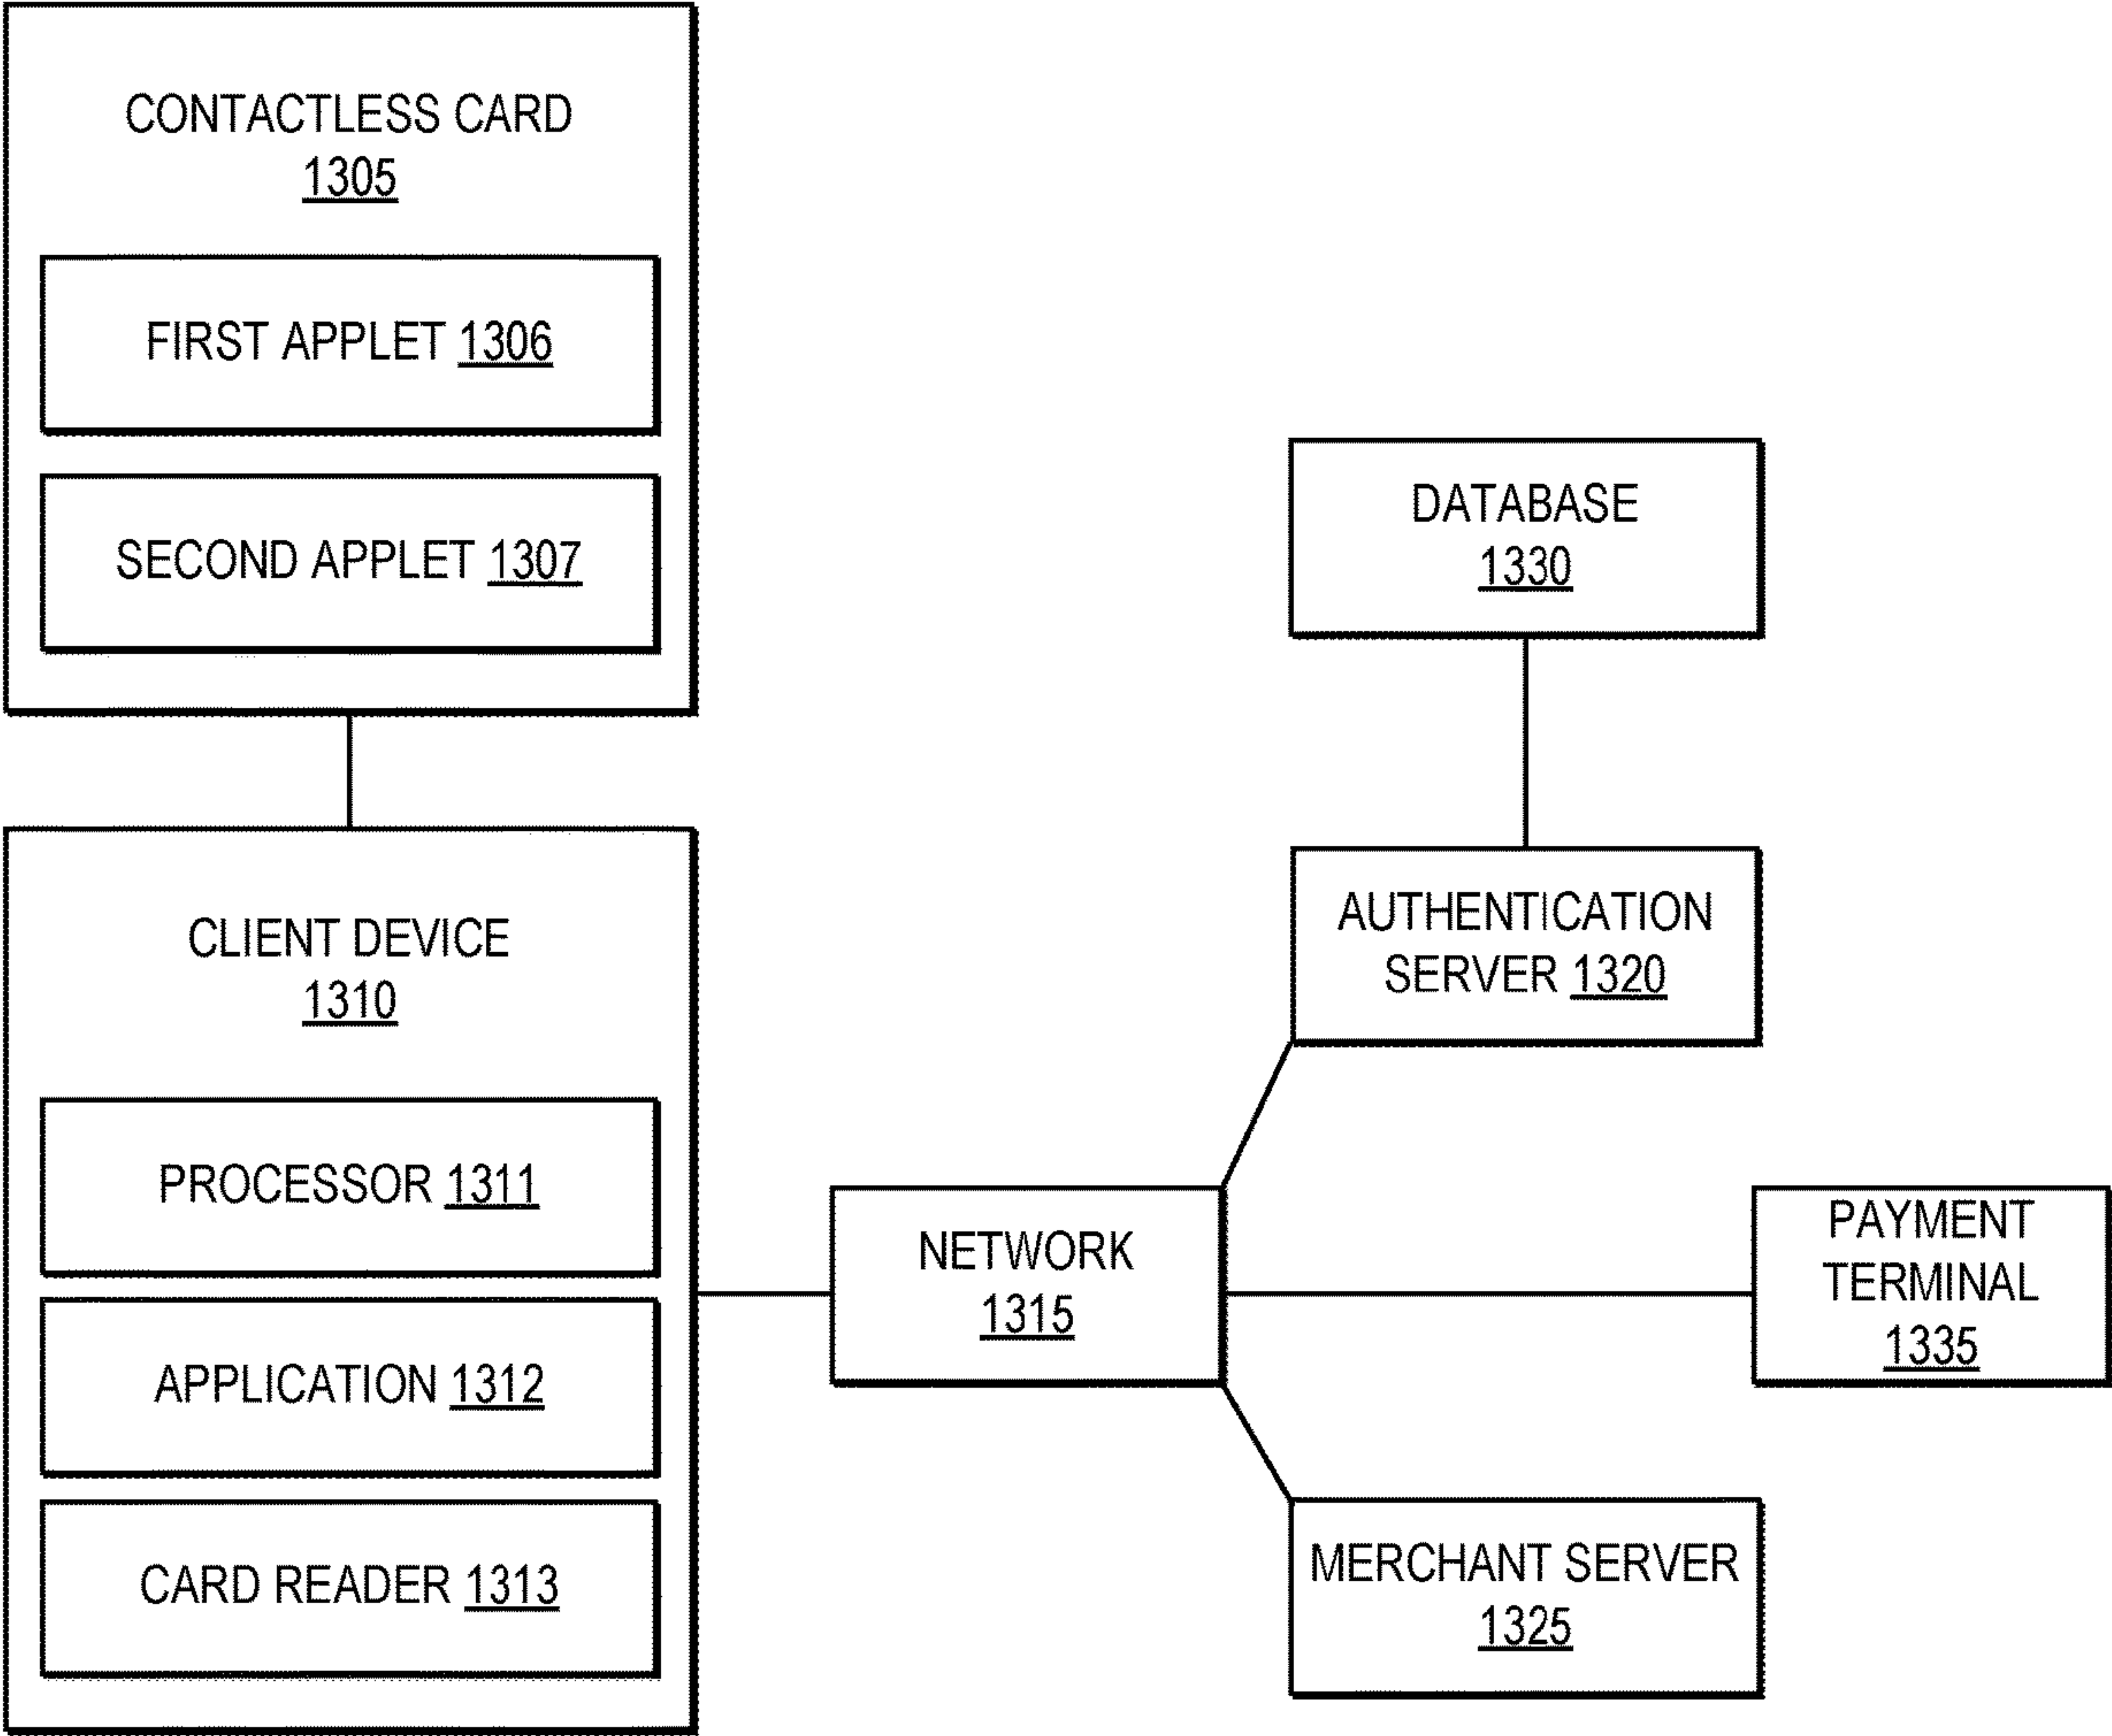 CONTACTLESS CARD
1305
FIRST APPLET 1306
SECOND APPLET 1307
CLIENT DEVICE
1310
PROCESSOR 1311
APPLICATION 1312
CARD READER 1313
NETWORK
1315
DATABASE
1330
AUTHENTICATION
SERVER 1320
PAYMENT
TERMINAL
1335
MERCHANT SERVER
1325